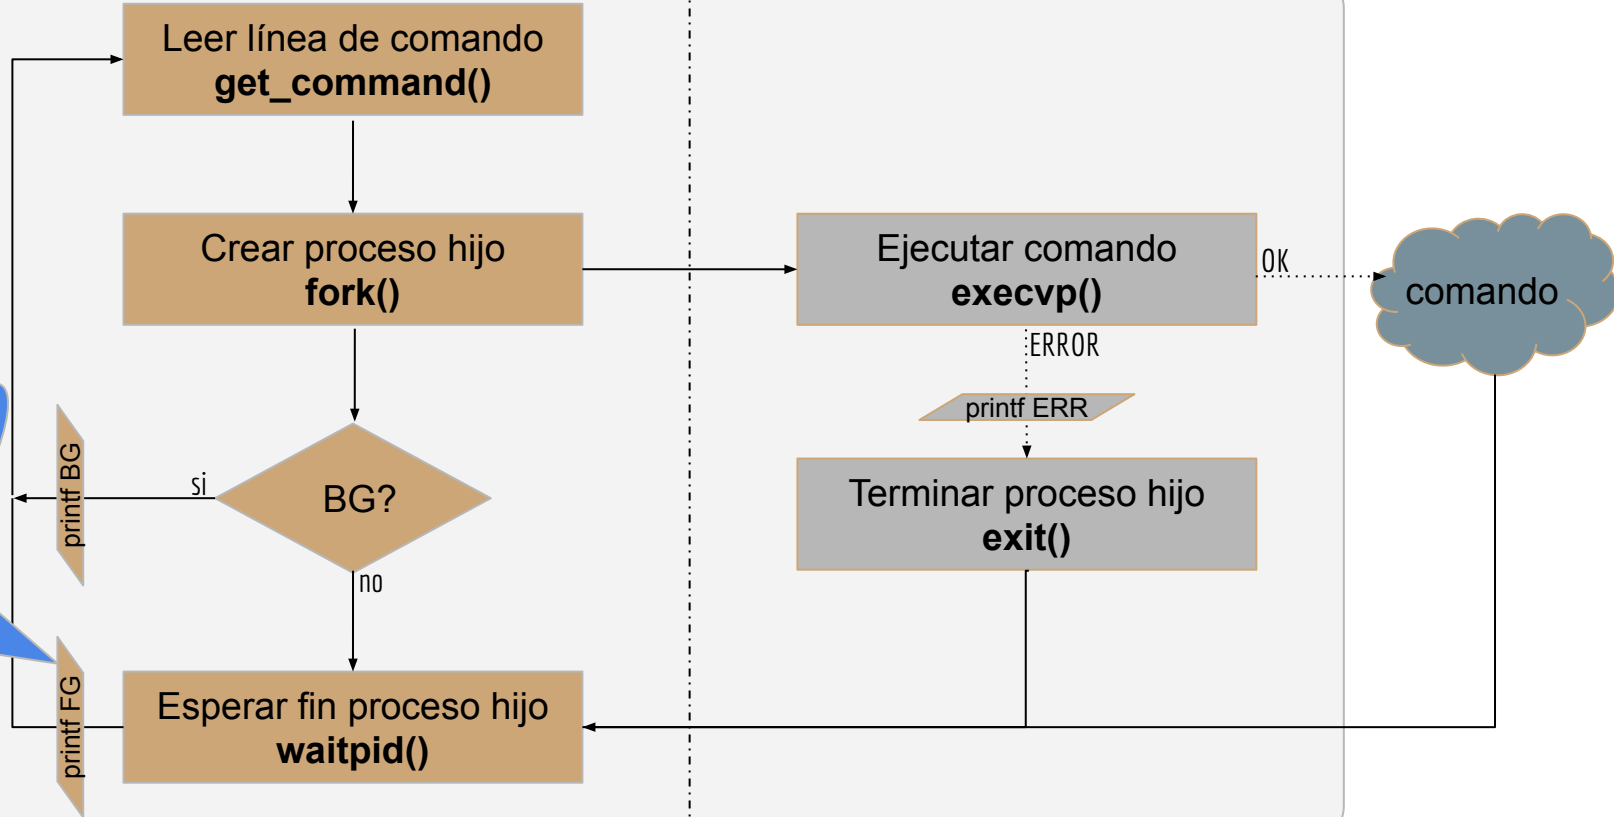 Leer línea de comando
get_command()
Crear proceso hijo
fork()
Ejecutar comando
execvp()
OK
comando
ERROR
printf ERR
printf BG
si
BG?
Terminar proceso hijo
exit()
no
printf FG
Esperar fin proceso hijo
waitpid()